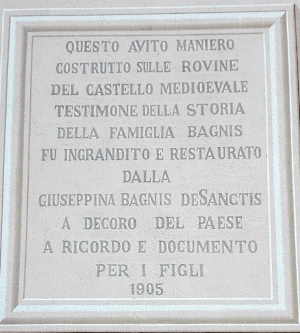 QUESTO AVITO MANIERO
COSTRUTTO SULLE ROVINE
DEL CASTELLO MEDIOEVALE
TESTIMONE DELLA STORIA
DELLA FAMIGLIA BAGNIS
FU INGRANDITO E RESTAURATO
DALLA
GIUSEPPINA BAGNIS DeSANCTIS
A DECORO DEL PAESE
A RICORDO E DOCUMENTO
PER I FIGLI
1905